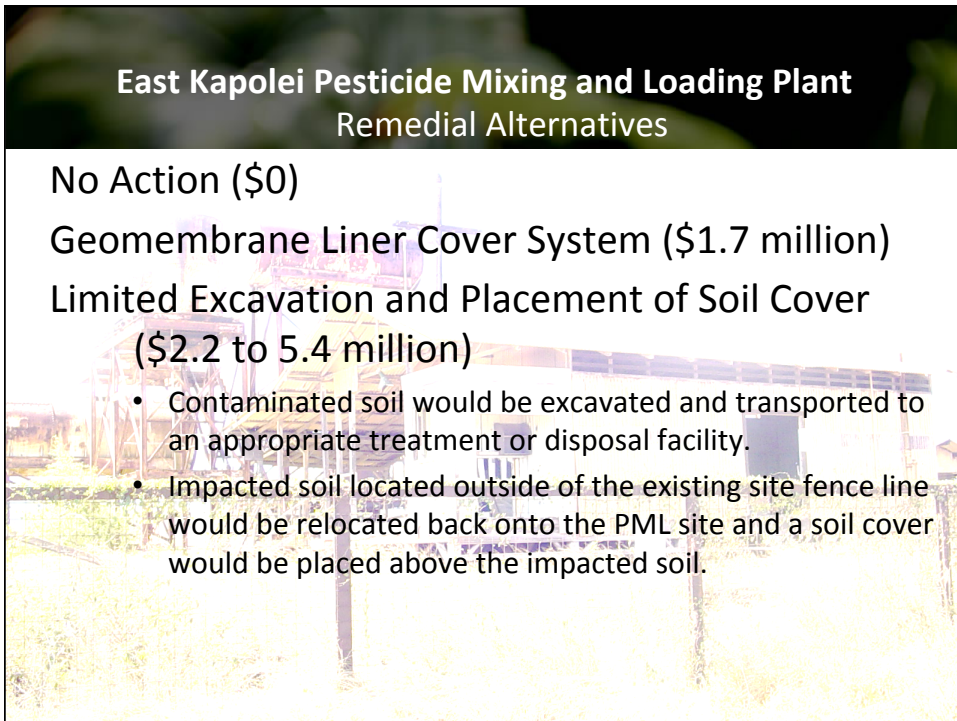 East Kapolei Pesticide Mixing and Loading Plant
Remedial Alternatives
No Action ($0)
Geomembrane Liner Cover System ($1.7 million)
Limited Excavation and Placement of Soil Cover
($2.2 to 5.4 million)
• Contaminated soil would be excavated and transported to
an appropriate treatment or disposal facility.
• Impacted soil located outside of the existing site fence line
would be relocated back onto the PML site and a soil cover
would be placed above the impacted soil.